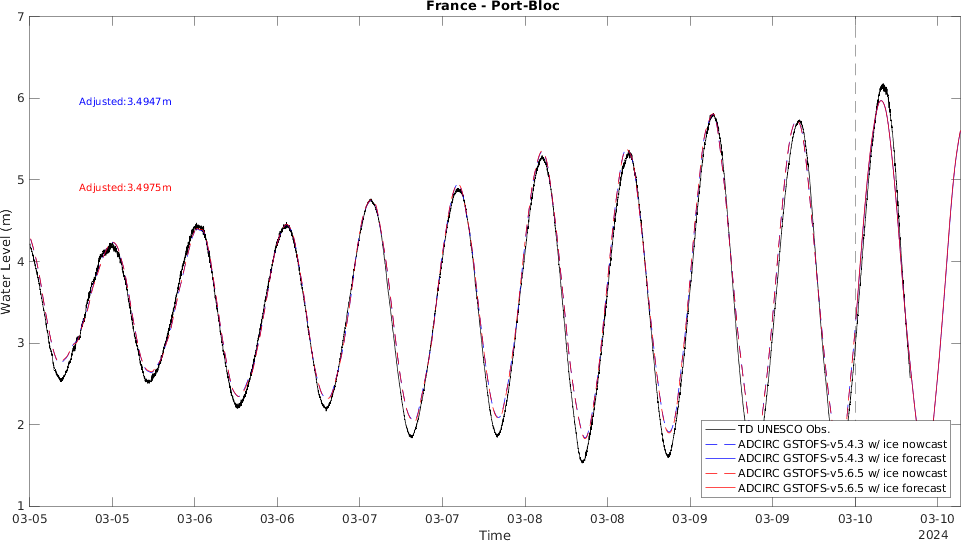 France - Port-Bloc
7
6
5
4
3
2
1
Water Level (m)
Adjusted:3.4947m
Adjusted:3.4975m
TD UNESCO Obs.
ADCIRC GSTOFS-v5.4.3 w/ ice nowcast
ADCIRC GSTOFS-v5.4.3 w/ ice forecast
ADCIRC GSTOFS-v5.6.5 w/ ice nowcast
ADCIRC GSTOFS-v5.6.5 w/ ice forecast
03-05 03-05 03-06 03-06 03-07 03-07 03-08 03-08 03-09 03-09 03-10 03-10
Time
2024